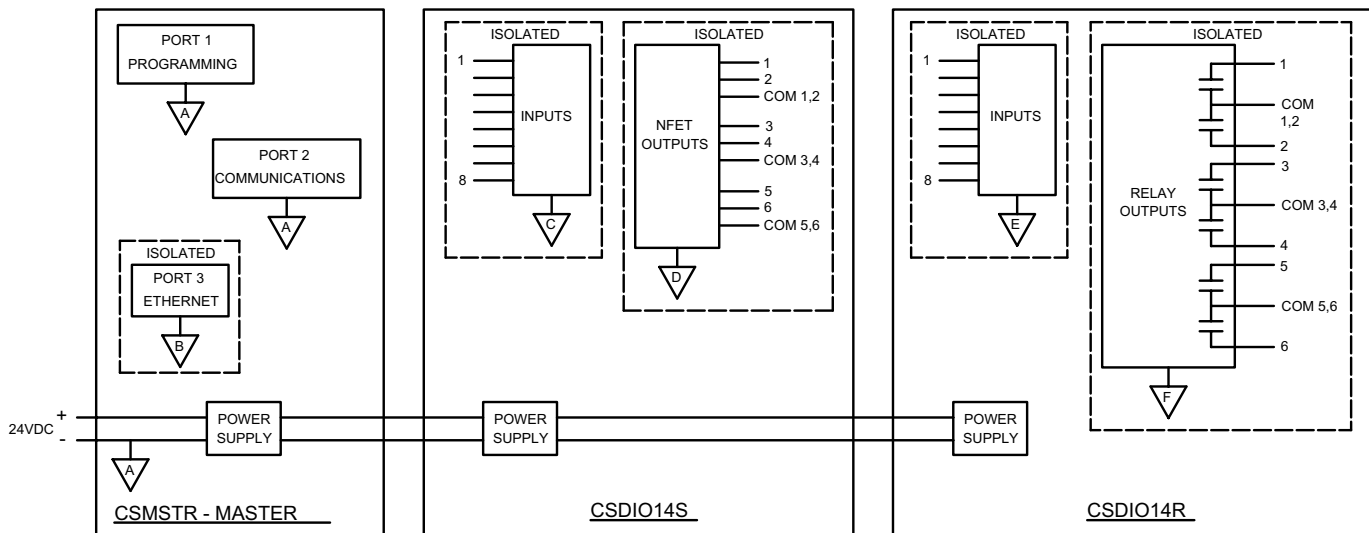 PORT 1
PROGRAMMING
A
PORT 2
COMMUNICATIONS
A
ISOLATED
PORT 3
ETHERNET
B
24VDC
+
-
A
POWER
SUPPLY
CSMSTR - MASTER
ISOLATED
1
8
INPUTS
C
ISOLATED
NFET
OUTPUTS
1
2
COM 1,2
3
4
COM 3,4
5
6
COM 5,6
D
POWER
SUPPLY
CSDIO14S
ISOLATED
1
8
INPUTS
E
ISOLATED
RELAY
OUTPUTS
1
COM
1,2
2
3
COM 3,4
4
5
COM 5,6
6
F
POWER
SUPPLY
CSDIO14R